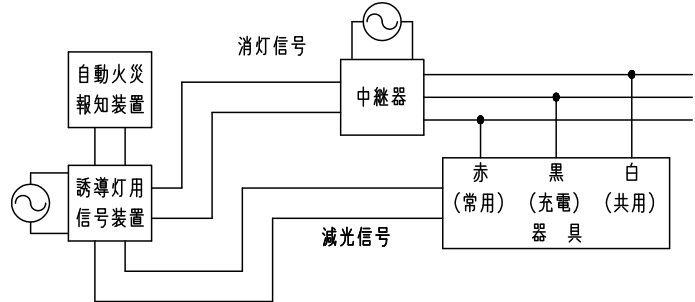 消灯信号
自動火災
報知装置
中継器
誘導灯用
信号装置
赤 黒 白
(常用) (充電) (共用)
器 具
減光信号